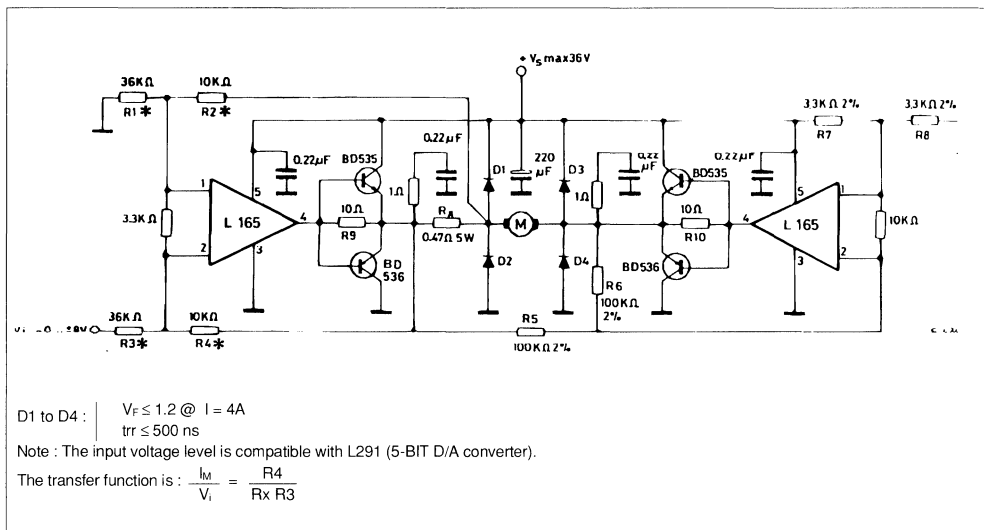 + Vs max36V
36KΩ
R1*
10KΩ
R2*
3.3KΩ 2%
R7
3.3KΩ 2%
R8
0.22µF
BD535
0.22µF
1Ω
D1
220 µF
D3
1Ω
0.22 µF
BD535
0.22µF
1
5
L 165
4
2
3
3.3KΩ
10Ω
R9
0.47Ω 5W
M
10Ω
R10
4
L 165
1
5
2
3
10KΩ
BD 536
D2
D4
R6
100KΩ 2%
BD536
36KΩ
R3*
10KΩ
R4*
R5
100KΩ 2%
D1 to D4 :
VF ≤ 1.2 @ I = 4A
trr ≤ 500 ns
Note : The input voltage level is compatible with L291 (5-BIT D/A converter).
The transfer function is : IM / Vi = R4 / Rx R3